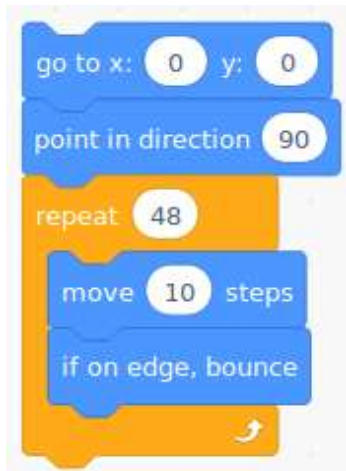 go to x: 0 y: 0
point in direction 90
repeat 48
move 10 steps
if on edge, bounce